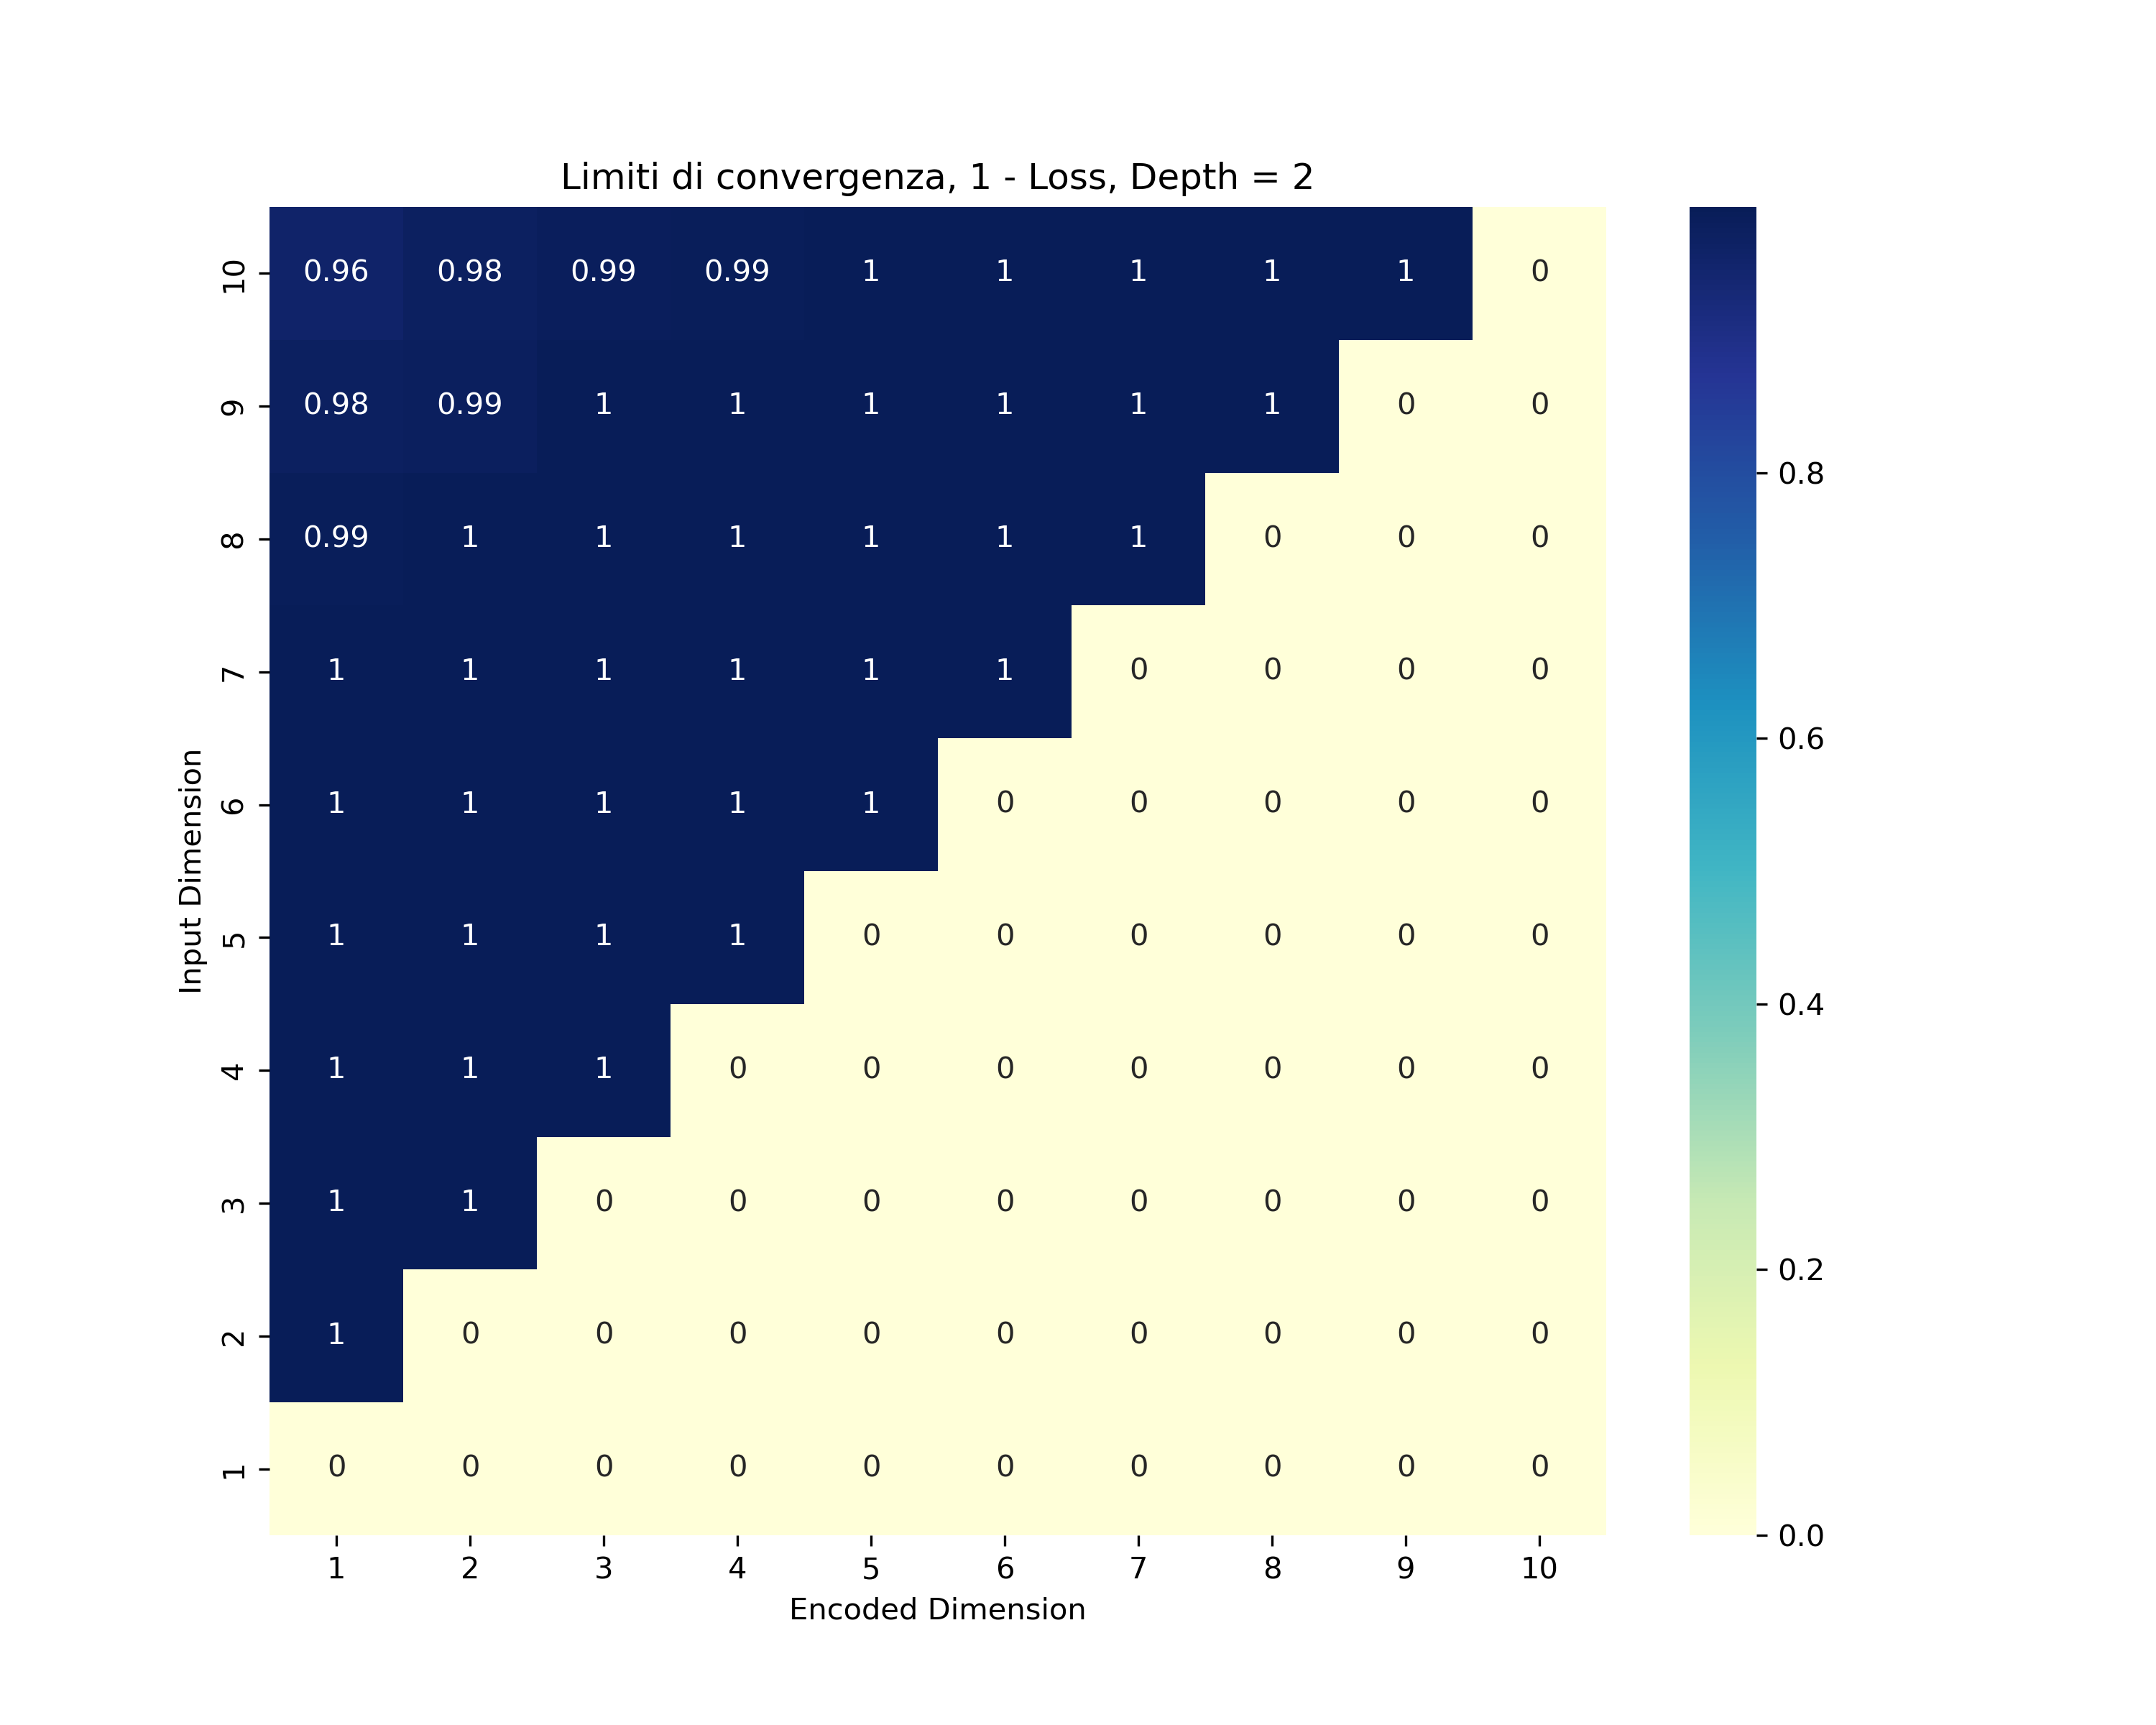 Limiti di convergenza, 1 - Loss, Depth = 2
10 0.96 0.98 0.99 0.99 1 1 1 1 1 0
9 0.98 0.99 1 1 1 1 1 1 0 0
8 0.99 1 1 1 1 1 1 0 0 0
7 1 1 1 1 1 1 0 0 0 0
6 1 1 1 1 1 0 0 0 0 0
5 1 1 1 1 0 0 0 0 0 0
4 1 1 1 0 0 0 0 0 0 0
3 1 1 0 0 0 0 0 0 0 0
2 1 0 0 0 0 0 0 0 0 0
1 0 0 0 0 0 0 0 0 0 0
1 2 3 4 5 6 7 8 9 10
Encoded Dimension
Input Dimension
0.8
0.6
0.4
0.2
0.0